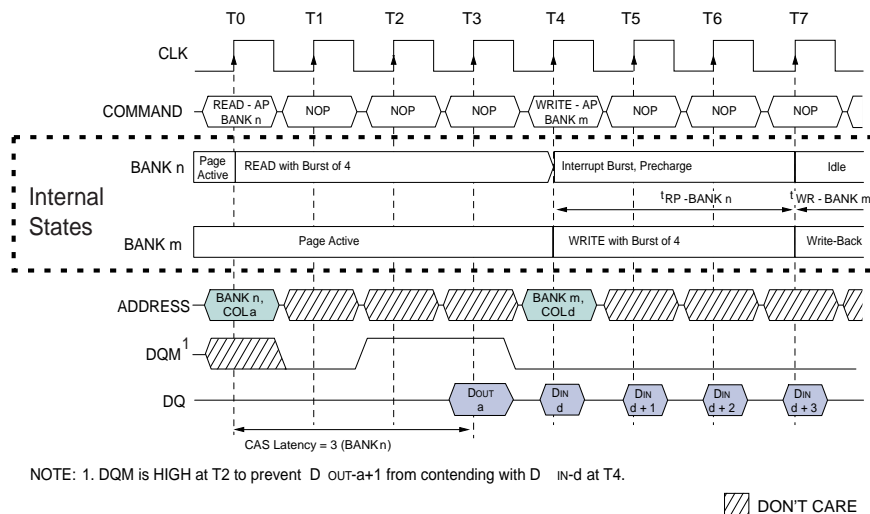 T0 T1 T2 T3 T4 T5 T6 T7
CLK
COMMAND READ - AP BANK n NOP NOP NOP WRITE - AP BANK m NOP NOP NOP
Internal States
BANK n Page Active READ with Burst of 4 Interrupt Burst, Precharge Idle
tRP - BANK n tWR - BANK m
BANK m Page Active WRITE with Burst of 4 Write-Back
ADDRESS BANK n, COL a BANK m, COL d
DQM1
DQ DOUT a DIN d DIN d + 1 DIN d + 2 DIN d + 3
CAS Latency = 3 (BANK n)
NOTE: 1. DQM is HIGH at T2 to prevent D OUT-a+1 from contending with D IN-d at T4.
DON'T CARE